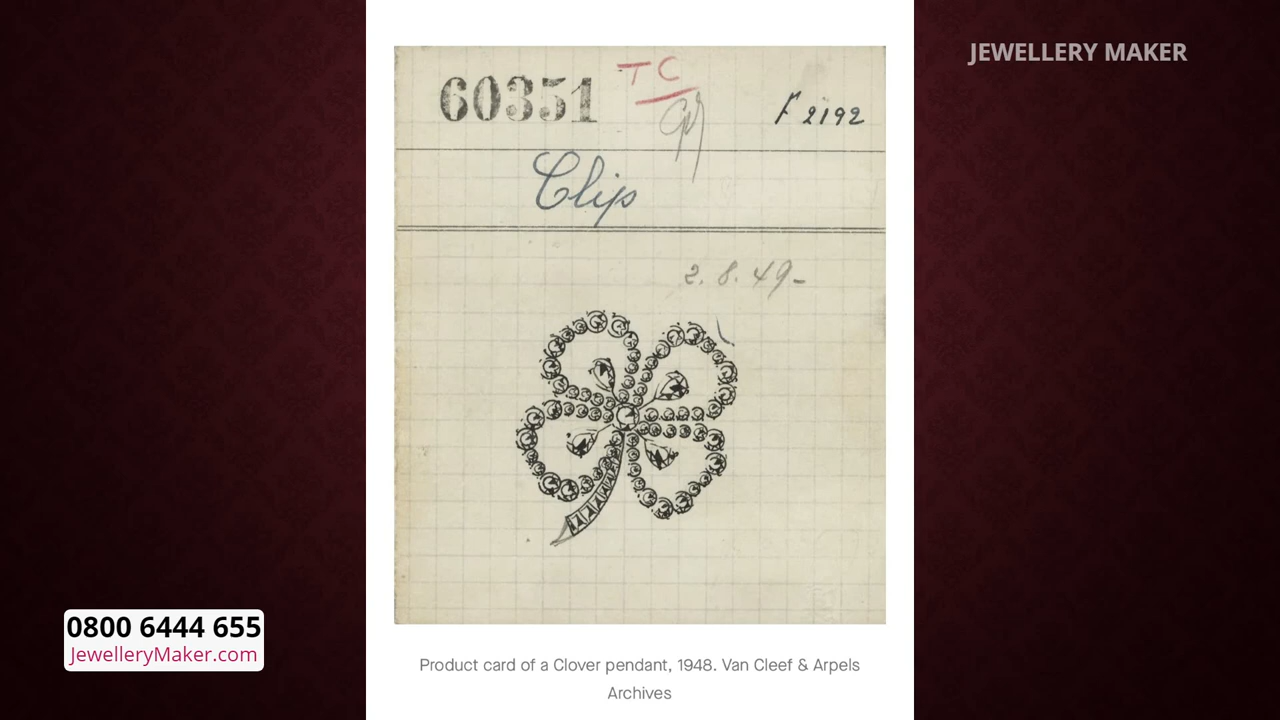 JEWELLERY MAKER
60351 TC
F 2192
Clip
2.8.49-
0800 6444 655
JewelleryMaker.com
Product card of a Clover pendant, 1948. Van Cleef & Arpels
Archives